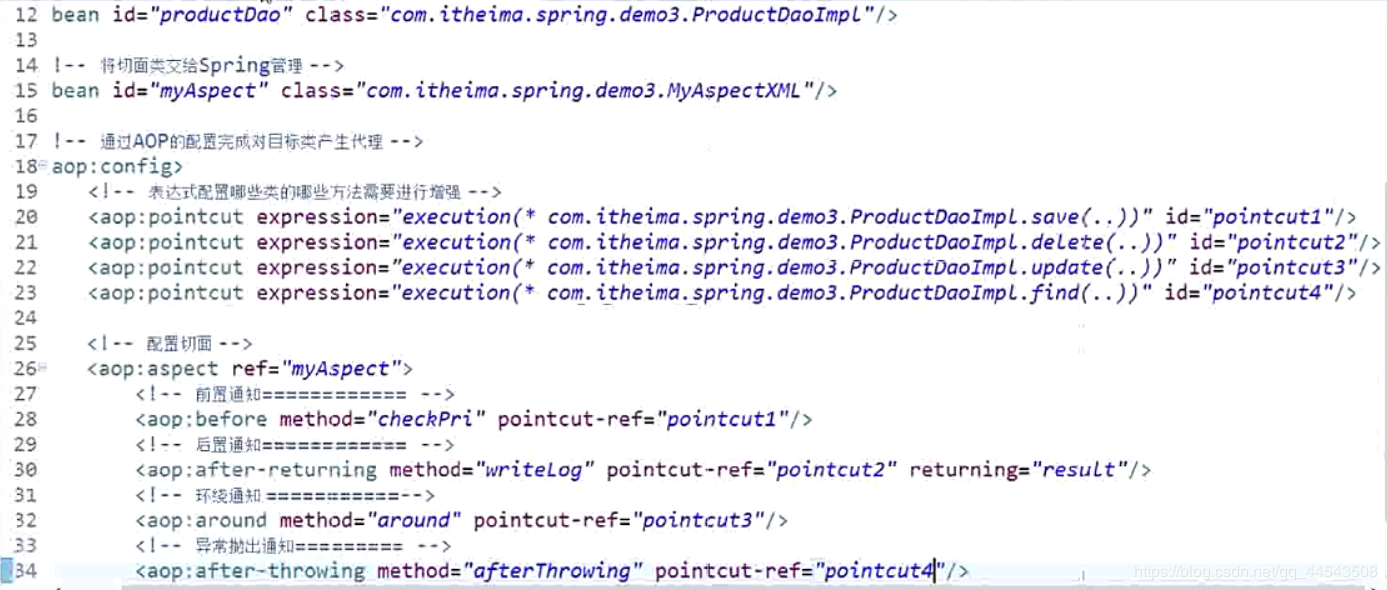 12 bean id="productDao" class="com.itheima.spring.demo3.ProductDaoImpl"/>
13
14 !-- 将切面类交给Spring管理 -->
15 bean id="myAspect" class="com.itheima.spring.demo3.MyAspectXML"/>
16
17 !-- 通过AOP的配置完成对目标类产生代理 -->
18 aop:config>
19 <!-- 表达式配置哪些类的哪些方法需要进行增强 -->
20 <aop:pointcut expression="execution(* com.itheima.spring.demo3.ProductDaoImpl.save(..))" id="pointcut1"/>
21 <aop:pointcut expression="execution(* com.itheima.spring.demo3.ProductDaoImpl.delete(..))" id="pointcut2"/>
22 <aop:pointcut expression="execution(* com.itheima.spring.demo3.ProductDaoImpl.update(..))" id="pointcut3"/>
23 <aop:pointcut expression="execution(* com.itheima.spring.demo3.ProductDaoImpl.find(..))" id="pointcut4"/>
24
25 <!-- 配置切面 -->
26 <aop:aspect ref="myAspect">
27 <!-- 前置通知============ -->
28 <aop:before method="checkPri" pointcut-ref="pointcut1"/>
29 <!-- 后置通知============ -->
30 <aop:after-returning method="writeLog" pointcut-ref="pointcut2" returning="result"/>
31 <!-- 环绕通知 ===========-->
32 <aop:around method="around" pointcut-ref="pointcut3"/>
33 <!-- 异常抛出通知========= -->
34 <aop:after-throwing method="afterThrowing" pointcut-ref="pointcut4"/>
https://blog.csdn.net/qq_44543508